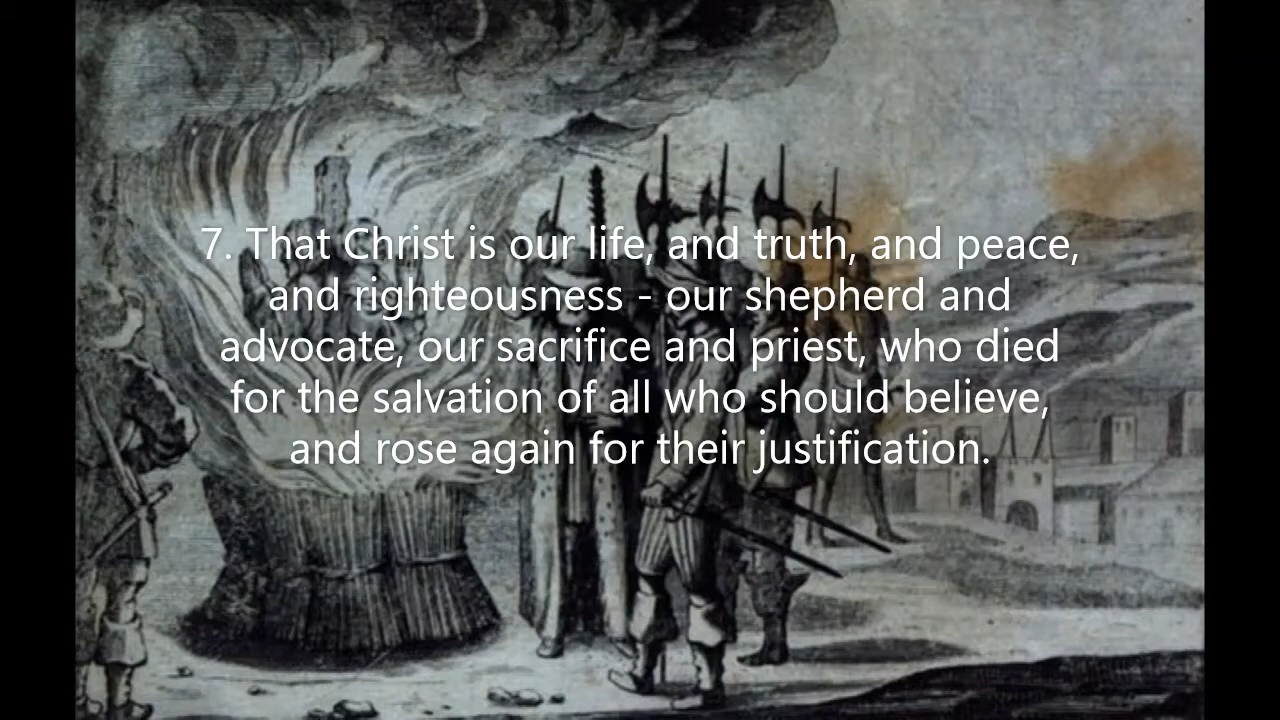 7. That Christ is our life, and truth, and peace,
and righteousness - our shepherd and
advocate, our sacrifice and priest, who died
for the salvation of all who should believe,
and rose again for their justification.